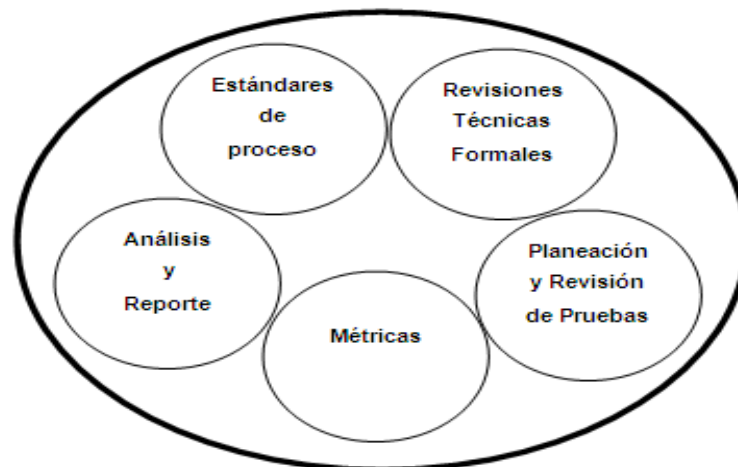 Estándares
de
proceso
Revisiones
Técnicas
Formales
Análisis
y
Reporte
Métricas
Planeación
y Revisión
de Pruebas